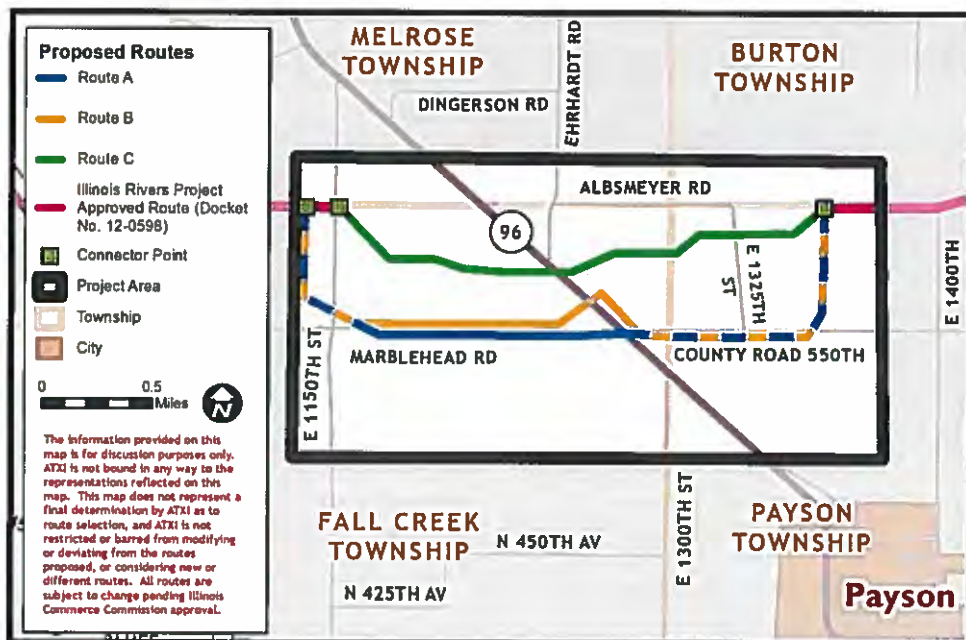 Proposed Routes
Route A
Route B
Route C
Illinois Rivers Project
Approved Route (Docket
No. 12-0598)
Connector Point
Project Area
Township
City
0 0.5
Miles
N
The information provided on this
map is for discussion purposes only.
ATXI is not bound in any way to the
representations reflected on this
map. This map does not represent a
final determination by ATXI as to
route selection, and ATXI is not
restricted or barred from modifying
or deviating from the routes
proposed, or considering new or
different routes. All routes are
subject to change pending Illinois
Commerce Commission approval.
MELROSE
TOWNSHIP
BURTON
TOWNSHIP
DINGERSON RD
EHRHARDT RD
ALBSMEYER RD
96
E 1325TH
ST
E 1400TH
MARBLEHEAD RD
COUNTY ROAD 550TH
E 1150TH ST
FALL CREEK
TOWNSHIP
N 450TH AV
N 425TH AV
E 1300TH ST
PAYSON
TOWNSHIP
Payson